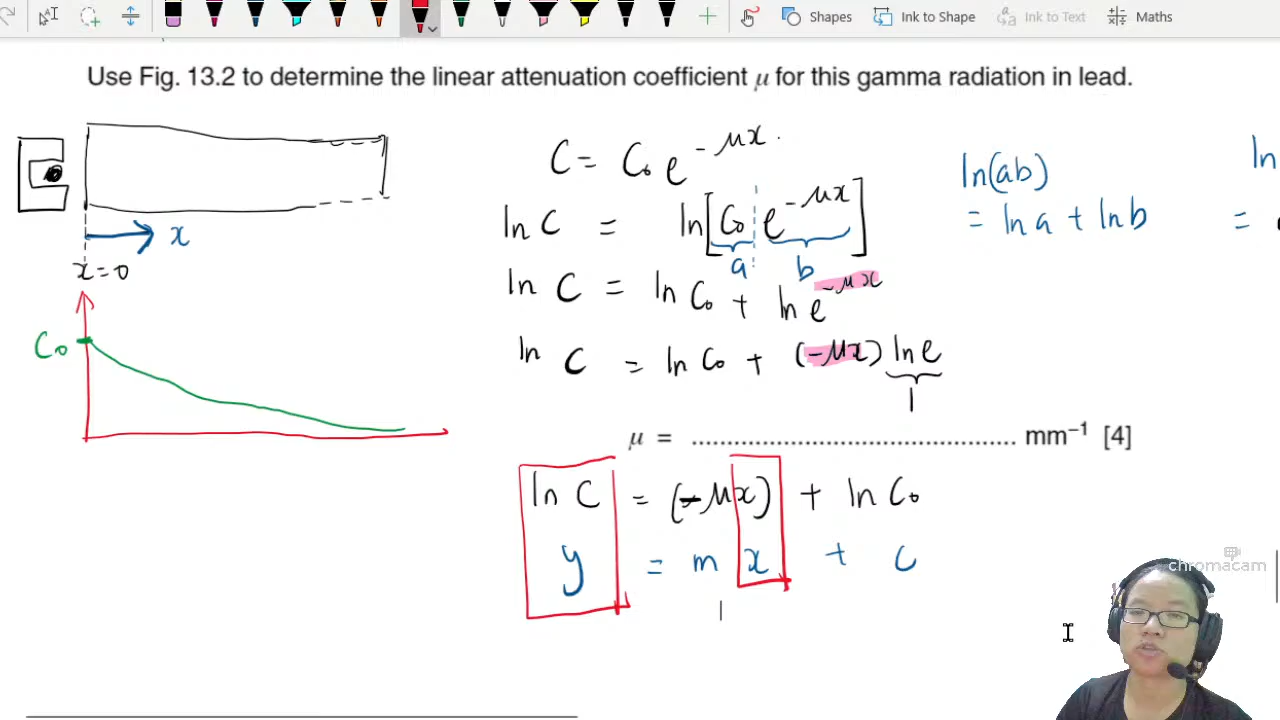 Shapes Ink to Shape Ink to Text Maths
Use Fig. 13.2 to determine the linear attenuation coefficient μ for this gamma radiation in lead.
C = C₀ e^(-μx)
ln C = ln[C₀ e^(-μx)]
a b
ln C = ln C₀ + ln e^(-μx)
ln C = ln C₀ + (-μx) ln e
1
ln(ab)
= ln a + ln b
ln
=
x
x=0
C₀
μ = ................................................ mm⁻¹ [4]
ln C = (-μx) + ln C₀
y = m x + c
chromacam